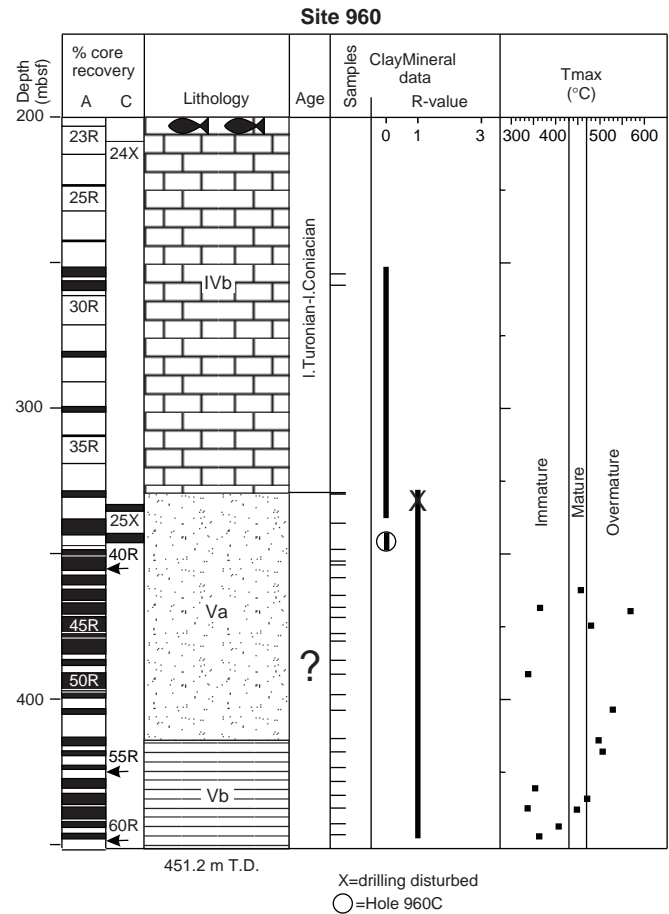 Site 960
Depth (mbsf)
% core recovery
A
C
Lithology
Age
Samples
ClayMineral data
R-value
Tmax (°C)
0
1
3
300
400
500
600
200
300
400
23R
25R
30R
35R
45R
50R
24X
25X
40R
55R
60R
IVb
Va
Vb
l.Turonian-l.Coniacian
?
X
Immature
Mature
Overmature
451.2 m T.D.
X=drilling disturbed
=Hole 960C